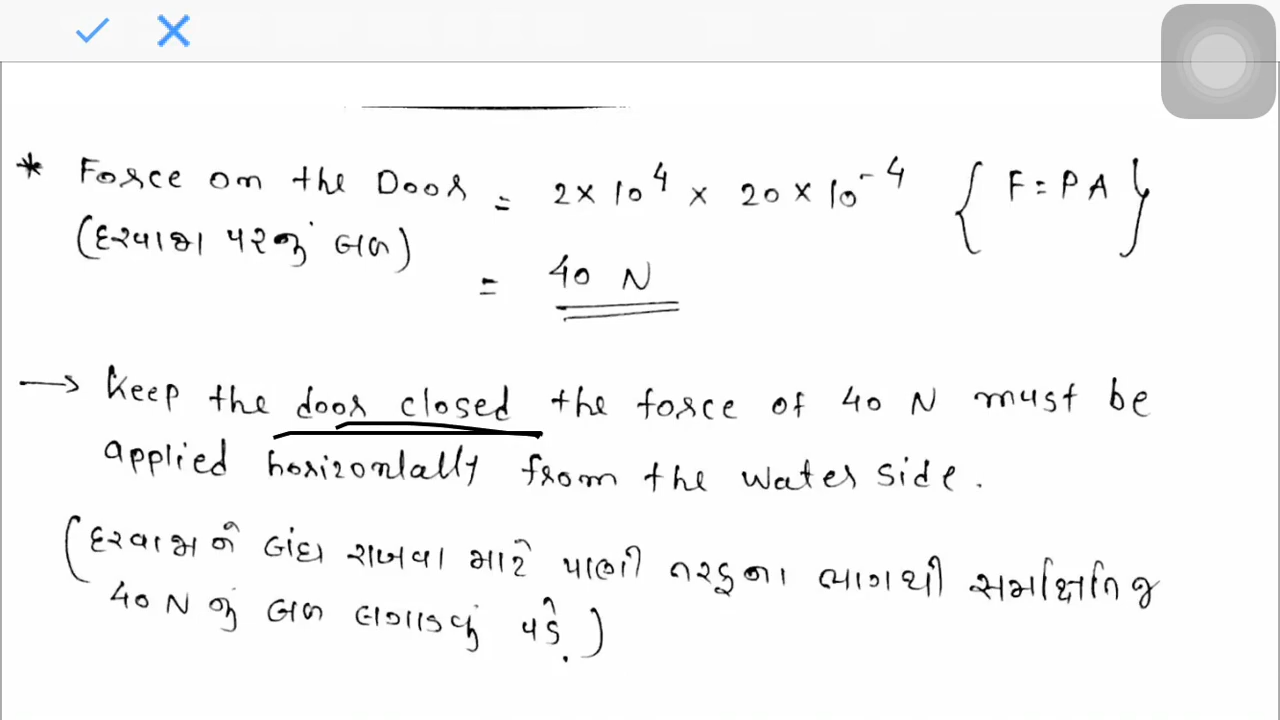 * Force on the Door = 2 × 10⁴ × 20 × 10⁻⁴ { F = PA }
(દરવાજા પરનું બળ)
= 40 N
→ Keep the door closed the force of 40 N must be
applied horizontally from the water side.
(દરવાજાને બંધ રાખવા માટે પાણી તરફના ભાગથી સમક્ષિતિજ
40 N નું બળ લગાડવું પડે.)